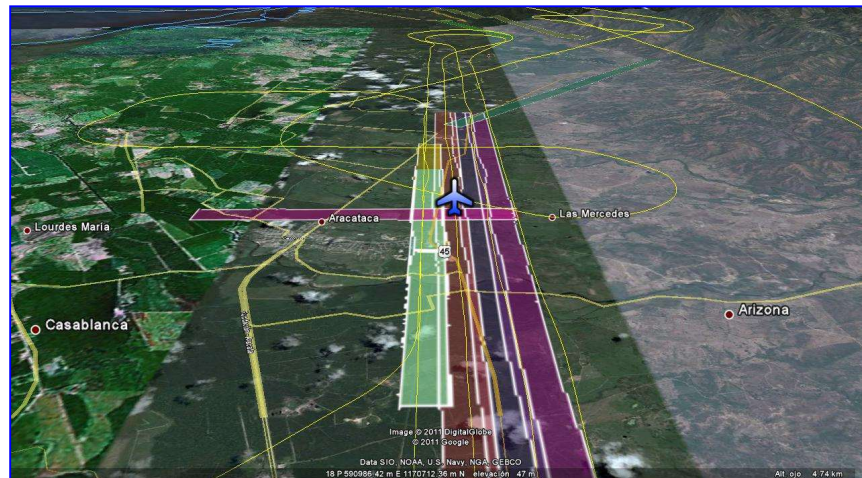 Lourdes Maria
Aracataca
Las Mercedes
45
Casablanca
Arizona
Image © 2011 DigitalGlobe
© 2011 Google
Data SIO, NOAA, U.S. Navy, NGA, GEBCO
18 P 590986.42 m E 1170712.36 m N elevación 47 m
Alt. ojo 4.74 km